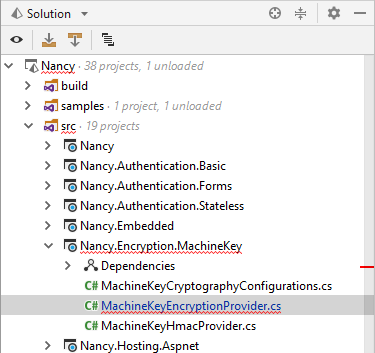 Solution
Nancy · 38 projects, 1 unloaded
build
samples · 1 project, 1 unloaded
src · 19 projects
Nancy
Nancy.Authentication.Basic
Nancy.Authentication.Forms
Nancy.Authentication.Stateless
Nancy.Embedded
Nancy.Encryption.MachineKey
Dependencies
C# MachineKeyCryptographyConfigurations.cs
C# MachineKeyEncryptionProvider.cs
C# MachineKeyHmacProvider.cs
Nancy.Hosting.Aspnet